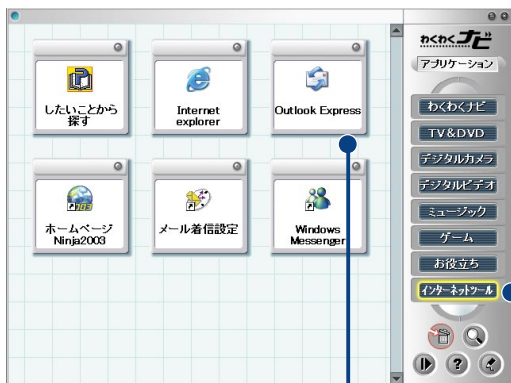 わくわくナビ
アプリケーション
したいことから
探す
Internet
explorer
Outlook Express
ホームページ
Ninja2003
メール着信設定
Windows
Messenger
わくわくナビ
TV&DVD
デジタルカメラ
デジタルビデオ
ミュージック
ゲーム
お役立ち
インターネットツール
?